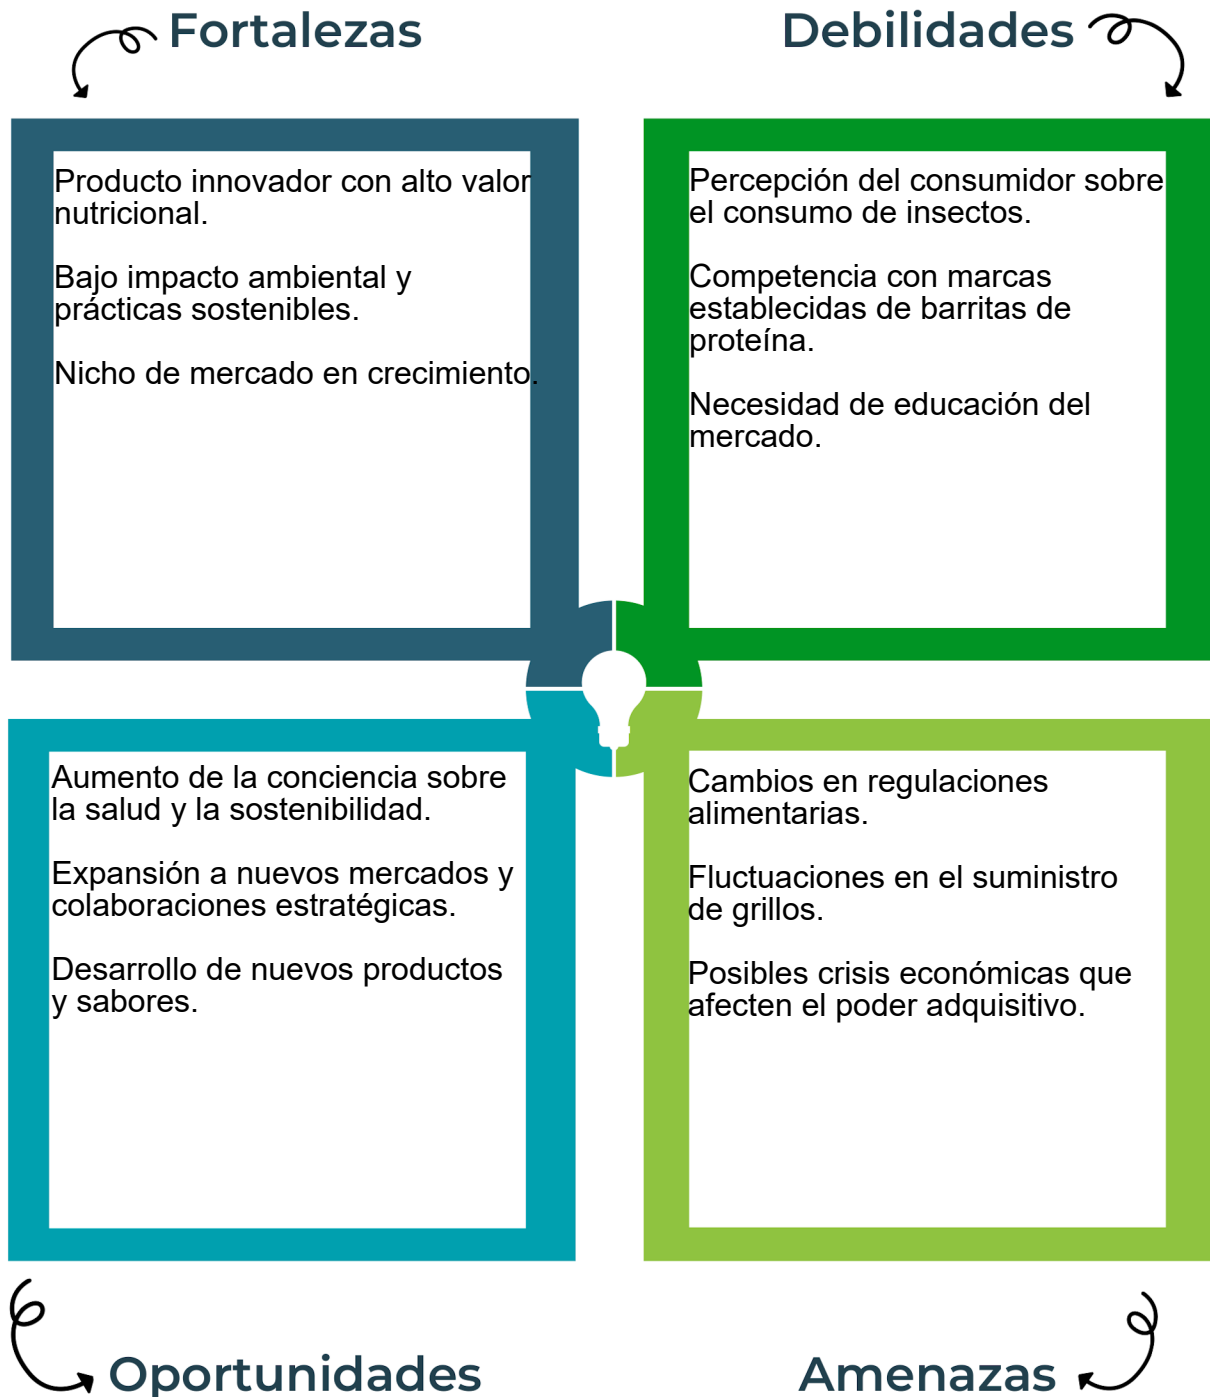 Fortalezas
Producto innovador con alto valor
nutricional.
Bajo impacto ambiental y
prácticas sostenibles.
Nicho de mercado en crecimiento.
Debilidades
Percepción del consumidor sobre
el consumo de insectos.
Competencia con marcas
establecidas de barritas de
proteína.
Necesidad de educación del
mercado.
Aumento de la conciencia sobre
la salud y la sostenibilidad.
Expansión a nuevos mercados y
colaboraciones estratégicas.
Desarrollo de nuevos productos
y sabores.
Oportunidades
Cambios en regulaciones
alimentarias.
Fluctuaciones en el suministro
de grillos.
Posibles crisis económicas que
afecten el poder adquisitivo.
Amenazas